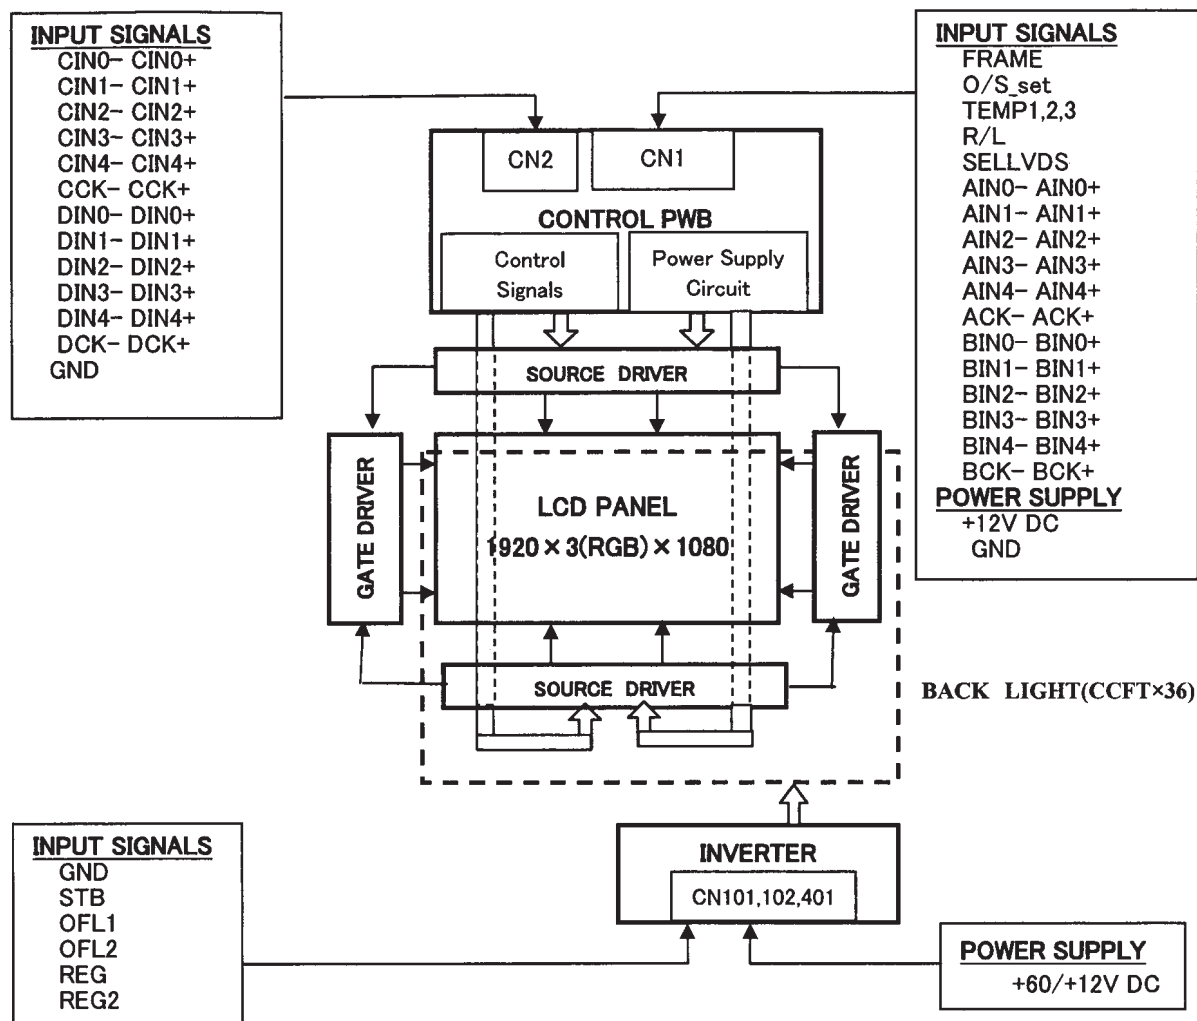 INPUT SIGNALS
CIN0- CIN0+
CIN1- CIN1+
CIN2- CIN2+
CIN3- CIN3+
CIN4- CIN4+
CCK- CCK+
DIN0- DIN0+
DIN1- DIN1+
DIN2- DIN2+
DIN3- DIN3+
DIN4- DIN4+
DCK- DCK+
GND
CN2
CN1
CONTROL PWB
Control
Signals
Power Supply
Circuit
SOURCE DRIVER
GATE DRIVER
LCD PANEL
1920×3(RGB)×1080
GATE DRIVER
SOURCE DRIVER
INPUT SIGNALS
FRAME
O/S_set
TEMP1,2,3
R/L
SELLVDS
AIN0- AIN0+
AIN1- AIN1+
AIN2- AIN2+
AIN3- AIN3+
AIN4- AIN4+
ACK- ACK+
BIN0- BIN0+
BIN1- BIN1+
BIN2- BIN2+
BIN3- BIN3+
BIN4- BIN4+
BCK- BCK+
POWER SUPPLY
+12V DC
GND
BACK LIGHT(CCFT×36)
INPUT SIGNALS
GND
STB
OFL1
OFL2
REG
REG2
INVERTER
CN101,102,401
POWER SUPPLY
+60/+12V DC